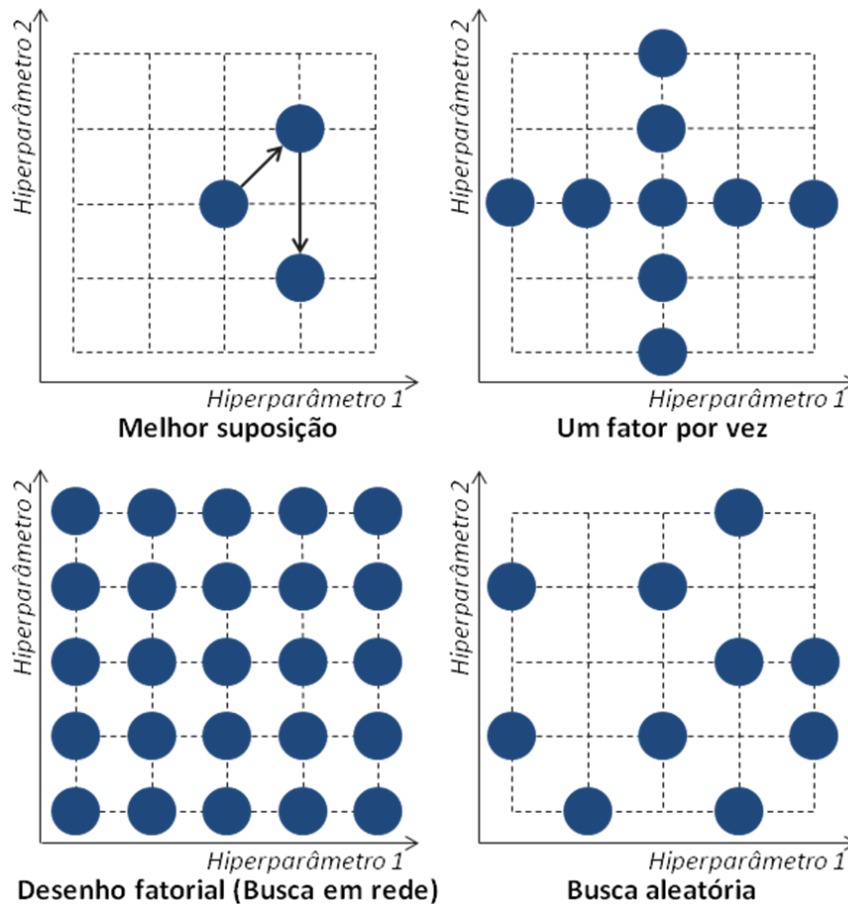 Hiperparâmetro 2
Hiperparâmetro 1
Melhor suposição
Hiperparâmetro 2
Hiperparâmetro 1
Um fator por vez
Hiperparâmetro 2
Hiperparâmetro 1
Desenho fatorial (Busca em rede)
Hiperparâmetro 2
Hiperparâmetro 1
Busca aleatória